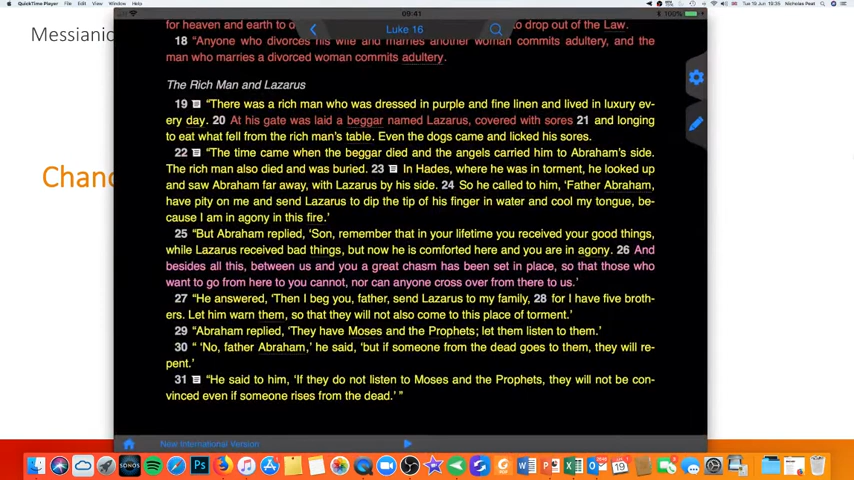 QuickTime Player File Edit View Window Help
Tue 19 Jun 09:41 Nicholas Peat
Messianic
Chan
09:41
100%
for heaven and earth to to drop out of the Law.
Luke 16
18 "Anyone who divorces his wife and marries another woman commits adultery, and the
man who marries a divorced woman commits adultery.
The Rich Man and Lazarus
19 "There was a rich man who was dressed in purple and fine linen and lived in luxury ev-
ery day. 20 At his gate was laid a beggar named Lazarus, covered with sores 21 and longing
to eat what fell from the rich man's table. Even the dogs came and licked his sores.
22 "The time came when the beggar died and the angels carried him to Abraham's side.
The rich man also died and was buried. 23 In Hades, where he was in torment, he looked up
and saw Abraham far away, with Lazarus by his side. 24 So he called to him, 'Father Abraham,
have pity on me and send Lazarus to dip the tip of his finger in water and cool my tongue, be-
cause I am in agony in this fire.'
25 "But Abraham replied, 'Son, remember that in your lifetime you received your good things,
while Lazarus received bad things, but now he is comforted here and you are in agony. 26 And
besides all this, between us and you a great chasm has been set in place, so that those who
want to go from here to you cannot, nor can anyone cross over from there to us.'
27 "He answered, 'Then I beg you, father, send Lazarus to my family, 28 for I have five broth-
ers. Let him warn them, so that they will not also come to this place of torment.'
29 "Abraham replied, 'They have Moses and the Prophets; let them listen to them.'
30 " 'No, father Abraham,' he said, 'but if someone from the dead goes to them, they will re-
pent.'
31 "He said to him, 'If they do not listen to Moses and the Prophets, they will not be con-
vinced even if someone rises from the dead.' "
New International Version
SONOS
Ps